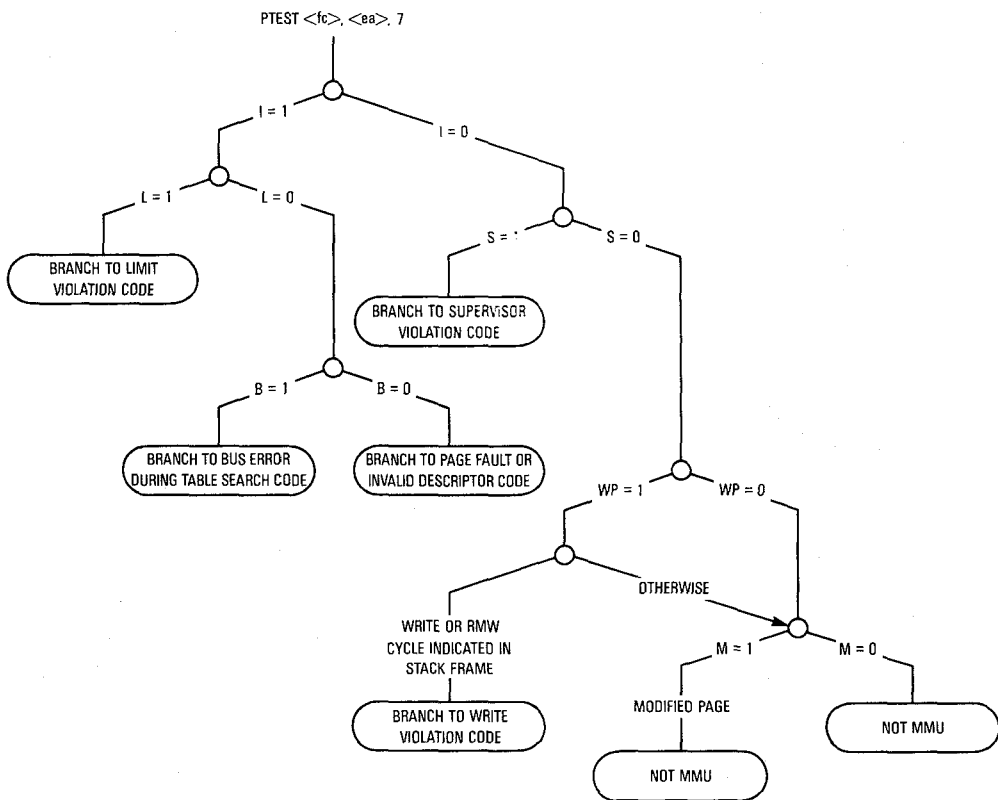 PTEST <fc>, <ea>, 7
I = 1
I = 0
L = 1
L = 0
S = 1
S = 0
BRANCH TO LIMIT
VIOLATION CODE
BRANCH TO SUPERVISOR
VIOLATION CODE
B = 1
B = 0
BRANCH TO BUS ERROR
DURING TABLE SEARCH CODE
BRANCH TO PAGE FAULT OR
INVALID DESCRIPTOR CODE
WP = 1
WP = 0
OTHERWISE
WRITE OR RMW
CYCLE INDICATED IN
STACK FRAME
M = 1
M = 0
BRANCH TO WRITE
VIOLATION CODE
MODIFIED PAGE
NOT MMU
NOT MMU